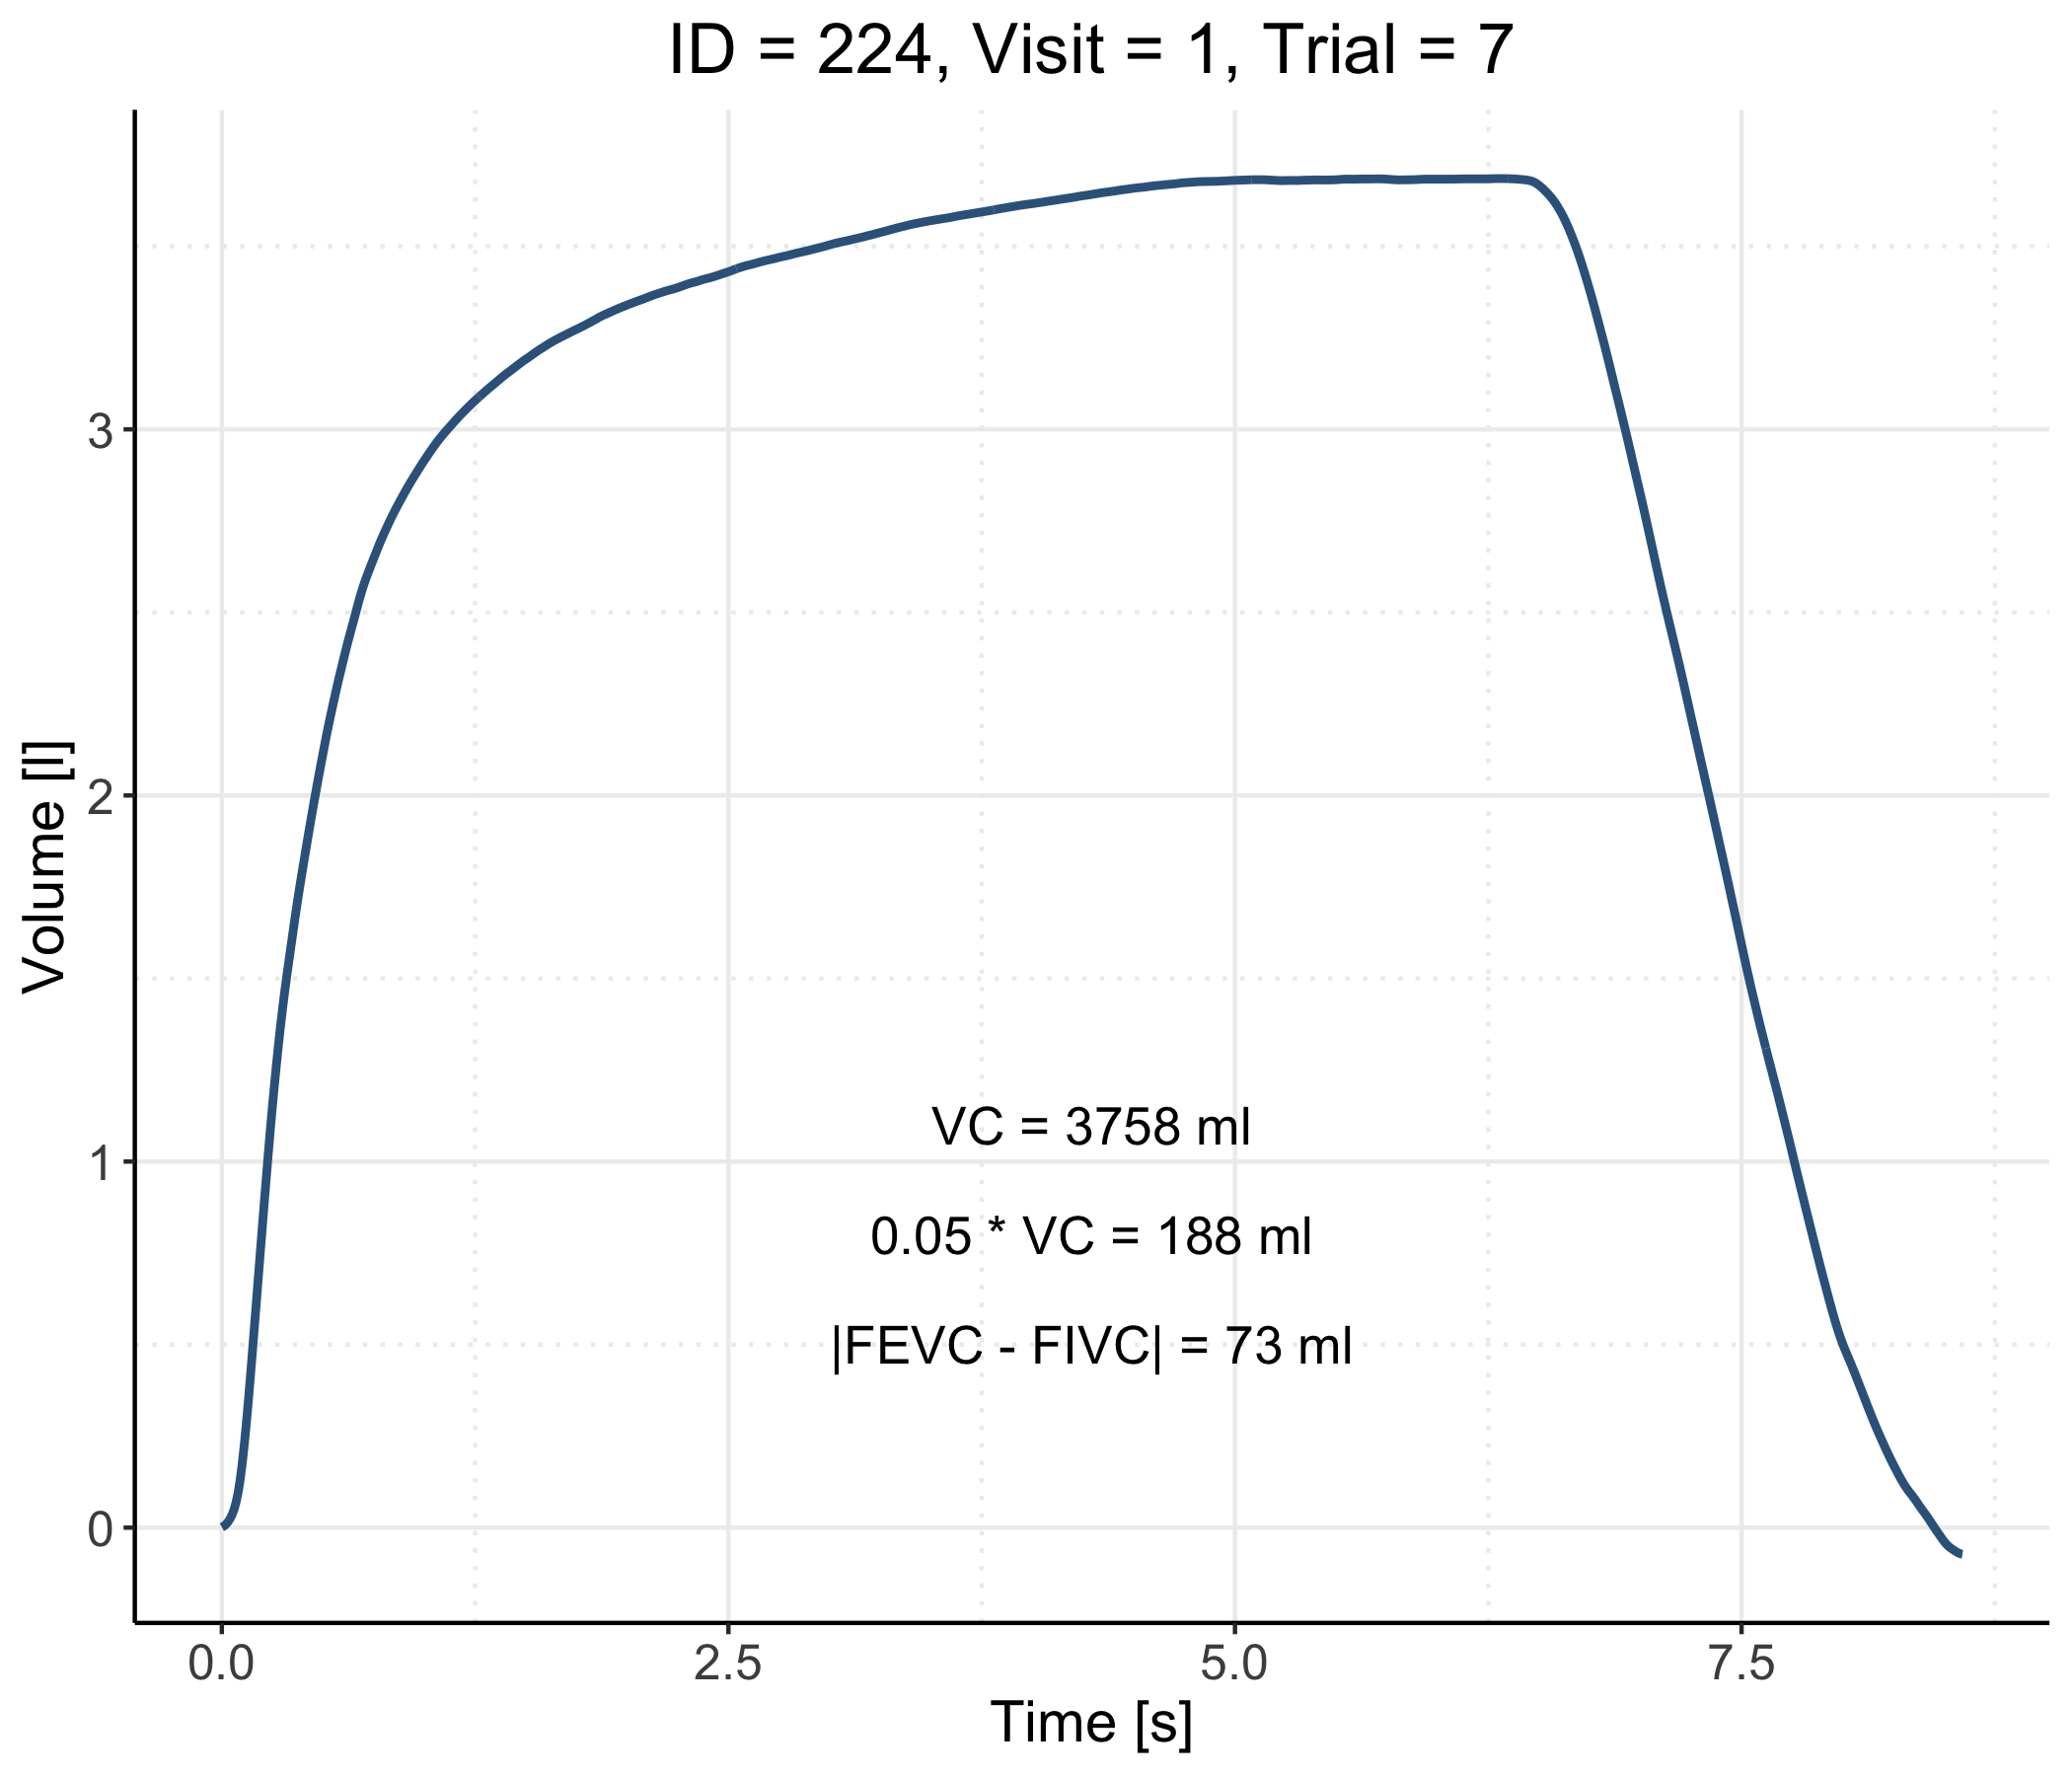 ID = 224, Visit = 1, Trial = 7
Volume [l]
3
2
1
0
VC = 3758 ml
0.05 * VC = 188 ml
|FEVC - FIVC| = 73 ml
0.0 2.5 5.0 7.5
Time [s]